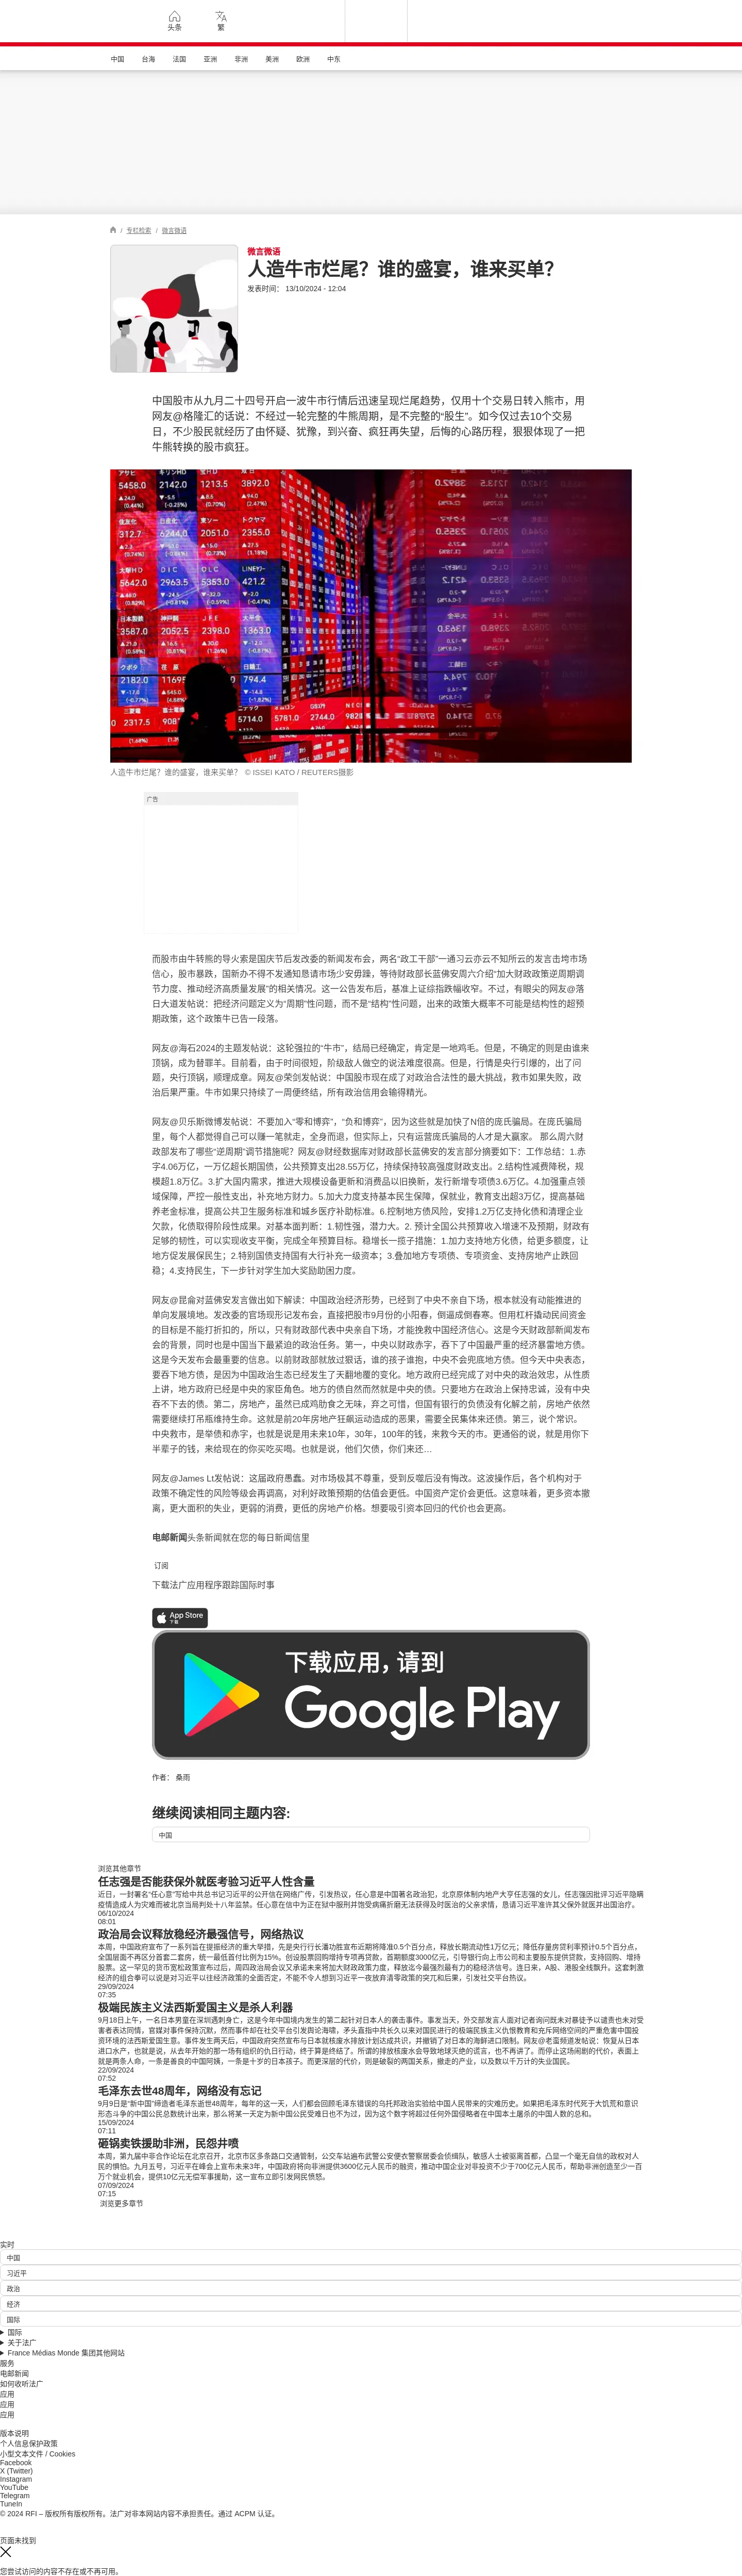 头条
繁
中国 台海 法国 亚洲 非洲 美洲 欧洲 中东
/ 专栏检索 / 微言微语
微言微语
人造牛市烂尾？谁的盛宴，谁来买单？
发表时间： 13/10/2024 - 12:04
中国股市从九月二十四号开启一波牛市行情后迅速呈现烂尾趋势，仅用十个交易日转入熊市，用
网友@格隆汇的话说：不经过一轮完整的牛熊周期，是不完整的“股生”。如今仅过去10个交易
日，不少股民就经历了由怀疑、犹豫，到兴奋、疯狂再失望，后悔的心路历程，狠狠体现了一把
牛熊转换的股市疯狂。
人造牛市烂尾？谁的盛宴，谁来买单？ © ISSEI KATO / REUTERS摄影
广告
而股市由牛转熊的导火索是国庆节后发改委的新闻发布会，两名“政工干部”一通习云亦云不知所云的发言击垮市场
信心，股市暴跌，国新办不得不发通知恳请市场少安毋躁，等待财政部长蓝佛安周六介绍“加大财政政策逆周期调
节力度、推动经济高质量发展”的相关情况。这一公告发布后，基准上证综指跌幅收窄。不过，有眼尖的网友@落
日大道发帖说：把经济问题定义为“周期”性问题，而不是“结构”性问题，出来的政策大概率不可能是结构性的超预
期政策，这个政策牛已告一段落。
网友@海石2024的主题发帖说：这轮强拉的“牛市”，结局已经确定，肯定是一地鸡毛。但是，不确定的则是由谁来
顶锅，成为替罪羊。目前看，由于时间很短，阶级敌人做空的说法难度很高。但是，行情是央行引爆的，出了问
题，央行顶锅，顺理成章。网友@荣剑发帖说：中国股市现在成了对政治合法性的最大挑战，救市如果失败，政
治后果严重。牛市如果只持续了一周便终结，所有政治信用会输得精光。
网友@贝乐斯微博发帖说：不要加入“零和博弈”，“负和博弈”，因为这些就是加快了N倍的庞氏骗局。在庞氏骗局
里，每个人都觉得自己可以赚一笔就走，全身而退，但实际上，只有运营庞氏骗局的人才是大赢家。 那么周六财
政部发布了哪些“逆周期”调节措施呢？网友@财经数据库对财政部长蓝佛安的发言部分摘要如下：工作总结：1.赤
字4.06万亿，一万亿超长期国债，公共预算支出28.55万亿，持续保持较高强度财政支出。2.结构性减费降税，规
模超1.8万亿。3.扩大国内需求，推进大规模设备更新和消费品以旧换新，发行新增专项债3.6万亿。4.加强重点领
域保障，严控一般性支出，补充地方财力。5.加大力度支持基本民生保障，保就业，教育支出超3万亿，提高基础
养老金标准，提高公共卫生服务标准和城乡医疗补助标准。6.控制地方债风险，安排1.2万亿支持化债和清理企业
欠款，化债取得阶段性成果。对基本面判断：1.韧性强，潜力大。2. 预计全国公共预算收入增速不及预期，财政有
足够的韧性，可以实现收支平衡，完成全年预算目标。稳增长一揽子措施：1.加力支持地方化债，给更多额度，让
地方促发展保民生；2.特别国债支持国有大行补充一级资本；3.叠加地方专项债、专项资金、支持房地产止跌回
稳；4.支持民生，下一步针对学生加大奖励助困力度。
网友@昆侖对蓝佛安发言做出如下解读：中国政治经济形势，已经到了中央不亲自下场，根本就没有动能推进的
单向发展境地。发改委的官场现形记发布会，直接把股市9月份的小阳春，倒逼成倒春寒。但用杠杆撬动民间资金
的目标是不能打折扣的，所以，只有财政部代表中央亲自下场，才能挽救中国经济信心。这是今天财政部新闻发布
会的背景，同时也是中国当下最紧迫的政治任务。第一，中央以财政赤字，吞下了中国最严重的经济暴雷地方债。
这是今天发布会最重要的信息。以前财政部就放过狠话，谁的孩子谁抱，中央不会兜底地方债。但今天中央表态，
要吞下地方债，是因为中国政治生态已经发生了天翻地覆的变化。地方政府已经完成了对中央的政治效忠，从性质
上讲，地方政府已经是中央的家臣角色。地方的债自然而然就是中央的债。只要地方在政治上保持忠诚，没有中央
吞不下去的债。第二，房地产，虽然已成鸡肋食之无味，弃之可惜，但国有银行的负债没有化解之前，房地产依然
需要继续打吊瓶维持生命。这就是前20年房地产狂飙运动造成的恶果，需要全民集体来还债。第三，说个常识。
中央救市，是举债和赤字，也就是说是用未来10年，30年，100年的钱，来救今天的市。更通俗的说，就是用你下
半辈子的钱，来给现在的你买吃买喝。也就是说，他们欠债，你们来还…
网友@James Lt发帖说：这届政府愚蠢。对市场极其不尊重，受到反噬后没有悔改。这波操作后，各个机构对于
政策不确定性的风险等级会再调高，对利好政策预期的估值会更低。中国资产定价会更低。这意味着，更多资本撤
离，更大面积的失业，更弱的消费，更低的房地产价格。想要吸引资本回归的代价也会更高。
电邮新闻头条新闻就在您的每日新闻信里
订阅
下载法广应用程序跟踪国际时事
App Store
下载
下载应用，请到
Google Play
作者： 桑雨
继续阅读相同主题内容:
中国
浏览其他章节
任志强是否能获保外就医考验习近平人性含量
近日，一封署名“任心意”写给中共总书记习近平的公开信在网络广传，引发热议，任心意是中国著名政治犯，北京原体制内地产大亨任志强的女儿，任志强因批评习近平隐瞒
疫情造成人为灾难而被北京当局判处十八年监禁。任心意在信中为正在狱中服刑并饱受病痛折磨无法获得及时医治的父亲求情，恳请习近平准许其父保外就医并出国治疗。
06/10/2024
08:01
政治局会议释放稳经济最强信号，网络热议
本周，中国政府宣布了一系列旨在提振经济的重大举措，先是央行行长潘功胜宣布近期将降准0.5个百分点，释放长期流动性1万亿元；降低存量房贷利率预计0.5个百分点，
全国层面不再区分首套二套房，统一最低首付比例为15%。创设股票回购增持专项再贷款，首期额度3000亿元，引导银行向上市公司和主要股东提供贷款，支持回购、增持
股票。这一罕见的货币宽松政策宣布过后，周四政治局会议又承诺未来将加大财政政策力度，释放迄今最强烈最有力的稳经济信号。连日来，A股、港股全线飘升。这套刺激
经济的组合拳可以说是对习近平以往经济政策的全面否定，不能不令人想到习近平一夜放弃清零政策的突兀和后果，引发社交平台热议。
29/09/2024
07:35
极端民族主义法西斯爱国主义是杀人利器
9月18日上午，一名日本男童在深圳遇刺身亡，这是今年中国境内发生的第二起针对日本人的袭击事件。事发当天，外交部发言人面对记者询问既未对暴徒予以谴责也未对受
害者表达同情，官媒对事件保持沉默，然而事件却在社交平台引发舆论海啸，矛头直指中共长久以来对国民进行的极端民族主义仇恨教育和充斥网络空间的严重危害中国投
资环境的法西斯爱国生意。事件发生两天后，中国政府突然宣布与日本就核废水排放计划达成共识，并撤销了对日本的海鲜进口限制。网友@老蛮频道发帖说：恢复从日本
进口水产，也就是说，从去年开始的那一场有组织的仇日行动，终于算是终结了。所谓的排放核废水会导致地球灭绝的谎言，也不再讲了。而停止这场闹剧的代价，表面上
就是两条人命，一条是善良的中国阿姨，一条是十岁的日本孩子。而更深层的代价，则是破裂的两国关系，撤走的产业，以及数以千万计的失业国民。
22/09/2024
07:52
毛泽东去世48周年，网络没有忘记
9月9日是“新中国”缔造者毛泽东逝世48周年，每年的这一天，人们都会回顾毛泽东错误的乌托邦政治实验给中国人民带来的灾难历史。如果把毛泽东时代死于大饥荒和意识
形态斗争的中国公民总数统计出来，那么将某一天定为新中国公民受难日也不为过，因为这个数字将超过任何外国侵略者在中国本土屠杀的中国人数的总和。
15/09/2024
07:11
砸锅卖铁援助非洲，民怨井喷
本周，第九届中非合作论坛在北京召开，北京市区多条路口交通管制，公交车站遍布武警公安便衣警察居委会侦缉队，敏感人士被驱离首都，凸显一个毫无自信的政权对人
民的惧怕。九月五号，习近平在峰会上宣布未来3年，中国政府将向非洲提供3600亿元人民币的融资，推动中国企业对非投资不少于700亿元人民币，帮助非洲创造至少一百
万个就业机会，提供10亿元无偿军事援助，这一宣布立即引发网民愤怒。
07/09/2024
07:15
浏览更多章节
实时
中国
习近平
政治
经济
国际
国际
关于法广
France Médias Monde 集团其他网站
服务
电邮新闻
如何收听法广
应用
应用
应用
版本说明
个人信息保护政策
小型文本文件 / Cookies
Facebook
X (Twitter)
Instagram
YouTube
Telegram
TuneIn
© 2024 RFI – 版权所有版权所有。法广对非本网站内容不承担责任。通过 ACPM 认证。
页面未找到
您尝试访问的内容不存在或不再可用。